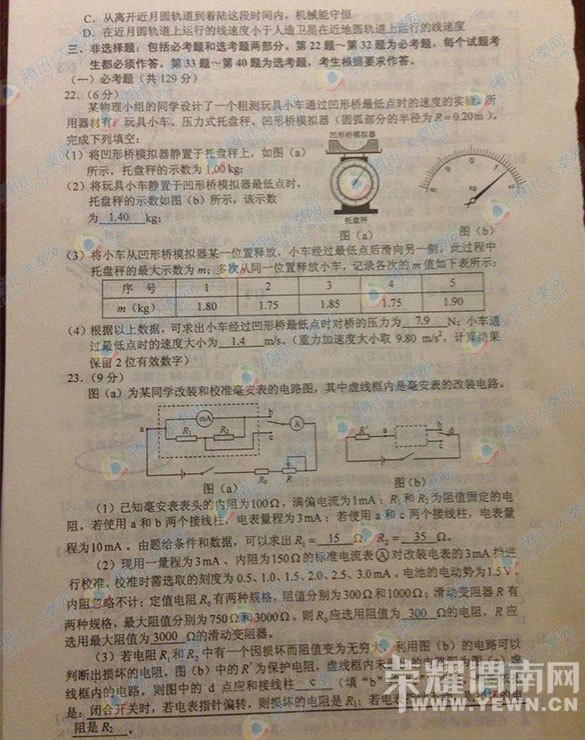 C. 从离开近月圆轨道到着陆这段时间内，机械能守恒
D. 在近月圆轨道上运行的线速度小于人造卫星在近地圆轨道上运行的线速度
三、非选择题：包括必考题和选考题两部分。第22题～第32题为必考题，每个试题考
生都必须作答。第33题～第40题为选考题，考生根据要求作答。
（一）必考题（共129分）
22.（6分）
某物理小组的同学设计了一个粗测玩具小车通过凹形桥最低点时的速度的实验。所
用器材有：玩具小车、压力式托盘秤、凹形桥模拟器（圆弧部分的半径为R=0.20m）。
完成下列填空：
凹形桥模拟器
（1）将凹形桥模拟器静置于托盘秤上，如图（a）
所示，托盘秤的示数为1.00kg；
（2）将玩具小车静置于凹形桥模拟器最低点时，
托盘秤的示数如图（b）所示，该示数
为 1.40 kg；
托盘秤
图（a） 图（b）
kg
（3）将小车从凹形桥模拟器某一位置释放，小车经过最低点后滑向另一侧，此过程中
托盘秤的最大示数为m；多次从同一位置释放小车，记录各次的m值如下表所示：
序 号 1 2 3 4 5
m（kg） 1.80 1.75 1.85 1.75 1.90
（4）根据以上数据，可求出小车经过凹形桥最低点时对桥的压力为 7.9 N；小车通
过最低点时的速度大小为 1.4 m/s。（重力加速度大小取9.80 m/s²，计算结果
保留2位有效数字）
23.（9分）
图（a）为某同学改装和校准毫安表的电路图，其中虚线框内是毫安表的改装电路。
mA
a R₁ R₂ b c A
R₀ R
R' a b c d
图（a） 图（b）
（1）已知毫安表表头的内阻为100Ω，满偏电流为1mA；R₁和R₂为阻值固定的电
阻。若使用a和b两个接线柱，电表量程为3mA；若使用a和c两个接线柱，电表量
程为10mA。由题给条件和数据，可以求出R₁= 15 Ω，R₂= 35 Ω。
（2）现用一量程为3mA、内阻为150Ω的标准电流表Ⓐ对改装电表的3mA档进
行校准，校准时需选取的刻度为0.5、1.0、1.5、2.0、2.5、3.0mA。电池的电动势为1.5V，
内阻忽略不计；定值电阻R₀有两种规格，阻值分别为300Ω和1000Ω；滑动变阻器R有
两种规格，最大阻值分别为750Ω和3000Ω。则R₀应选用阻值为 300 Ω的电阻，R应
选用最大阻值为 3000 Ω的滑动变阻器。
（3）若电阻R₁和R₂中有一个因损坏而阻值变为无穷大，利用图（b）的电路可以
判断出损坏的电阻。图（b）中的R'为保护电阻，虚线框内未
线框内的电路。则图中的d点应和接线柱 c （填“b”
是：闭合开关时，若电表指针偏转，则损坏的电阻是R₁；若电
阻是R₂。
腾讯·大秦网
荣耀渭南网
WWW.YEWN.CN